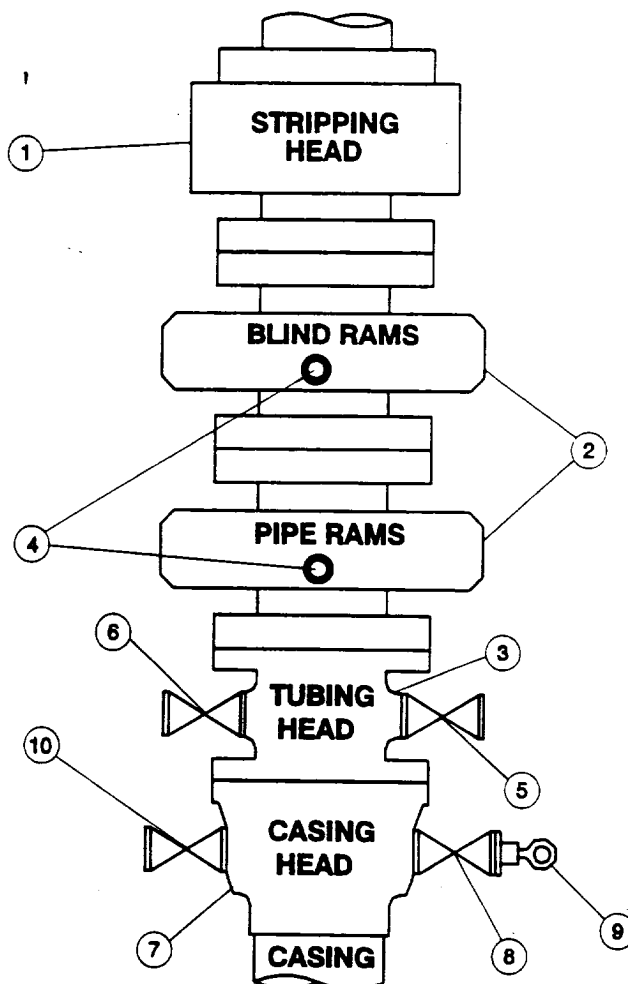 STRIPPING
HEAD
1
BLIND RAMS
2
PIPE RAMS
4
6
3
TUBING
HEAD
10
5
CASING
HEAD
7
8
9
CASING